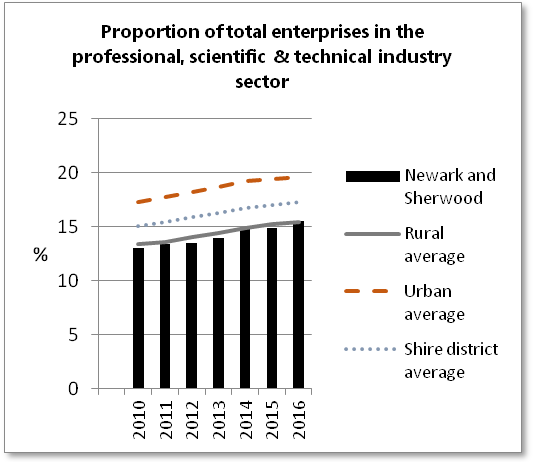 Proportion of total enterprises in the
professional, scientific & technical industry
sector
25
20
15
10
5
0
%
2010
2011
2012
2013
2014
2015
2016
Newark and
Sherwood
Rural
average
Urban
average
Shire district
average